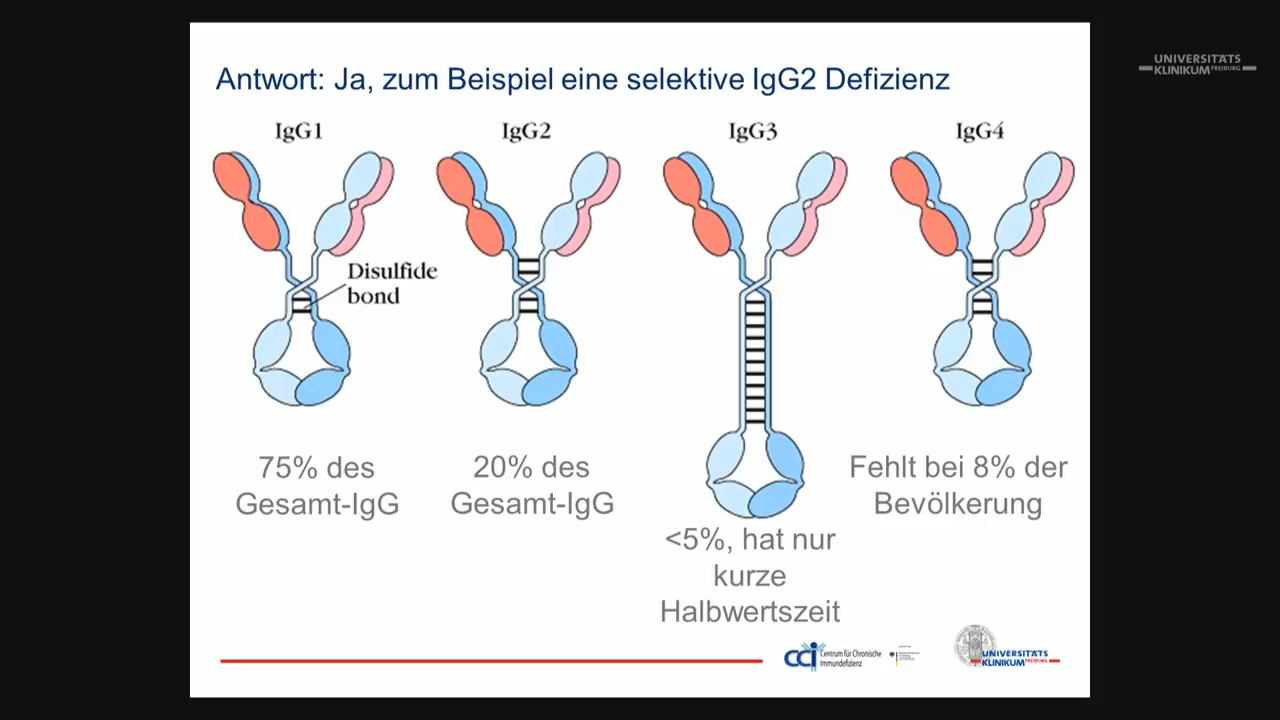 UNIVERSITÄTS
KLINIKUM FREIBURG
Antwort: Ja, zum Beispiel eine selektive IgG2 Defizienz
IgG1
IgG2
IgG3
IgG4
Disulfide
bond
75% des
Gesamt-IgG
20% des
Gesamt-IgG
<5%, hat nur
kurze
Halbwertszeit
Fehlt bei 8% der
Bevölkerung
cci
Centrum für Chronische
Immundefizienz
UNIVERSITÄTS
KLINIKUM FREIBURG